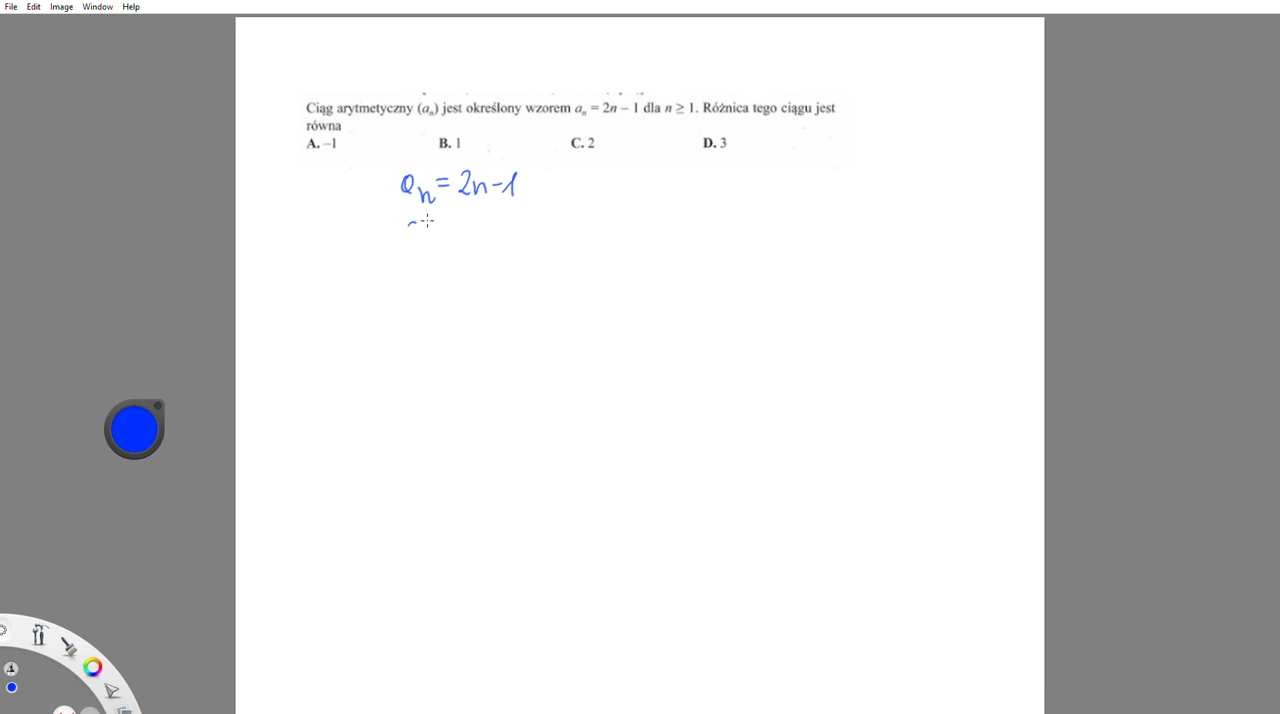 File Edit Image Window Help
Ciąg arytmetyczny (aₙ) jest określony wzorem aₙ = 2n – 1 dla n ≥ 1. Różnica tego ciągu jest
równa
A. –1 B. 1 C. 2 D. 3
aₙ = 2n-1